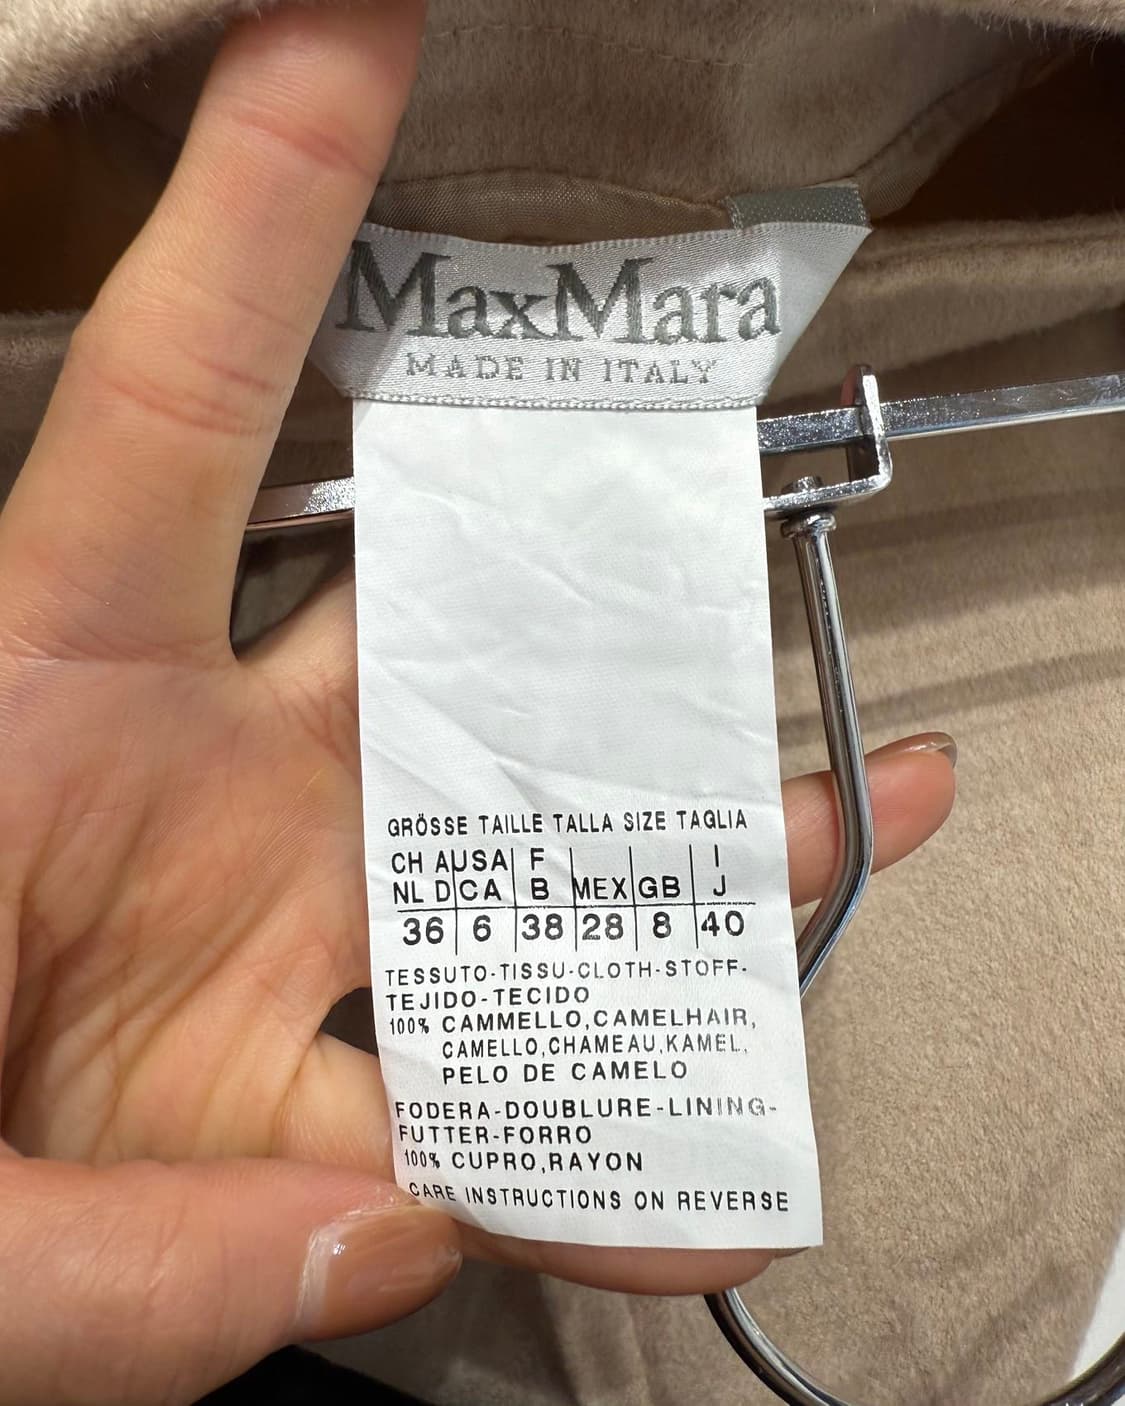 MaxMara
MADE IN ITALY
GRÖSSE TAILLE TALLA SIZE TAGLIA
CH A USA F I
NL D CA B MEX GB J
36 6 38 28 8 40
TESSUTO-TISSU-CLOTH-STOFF-
TEJIDO-TECIDO
100% CAMMELLO,CAMELHAIR,
CAMELLO,CHAMEAU,KAMEL,
PELO DE CAMELO
FODERA-DOUBLURE-LINING-
FUTTER-FORRO
100% CUPRO,RAYON
CARE INSTRUCTIONS ON REVERSE